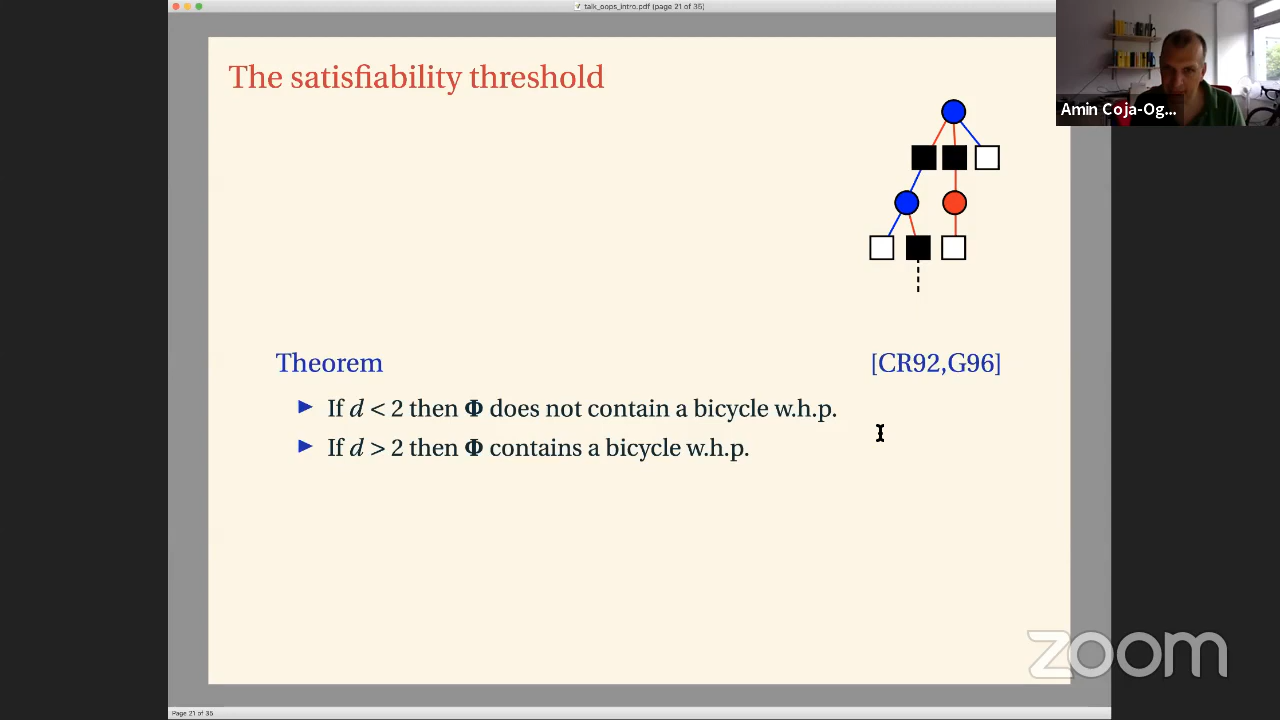 talk_oops_intro.pdf (page 21 of 35)
The satisfiability threshold
Amin Coja-Og...
Theorem [CR92,G96]
▶ If d < 2 then Φ does not contain a bicycle w.h.p.
▶ If d > 2 then Φ contains a bicycle w.h.p.
zoom
Page 21 of 35